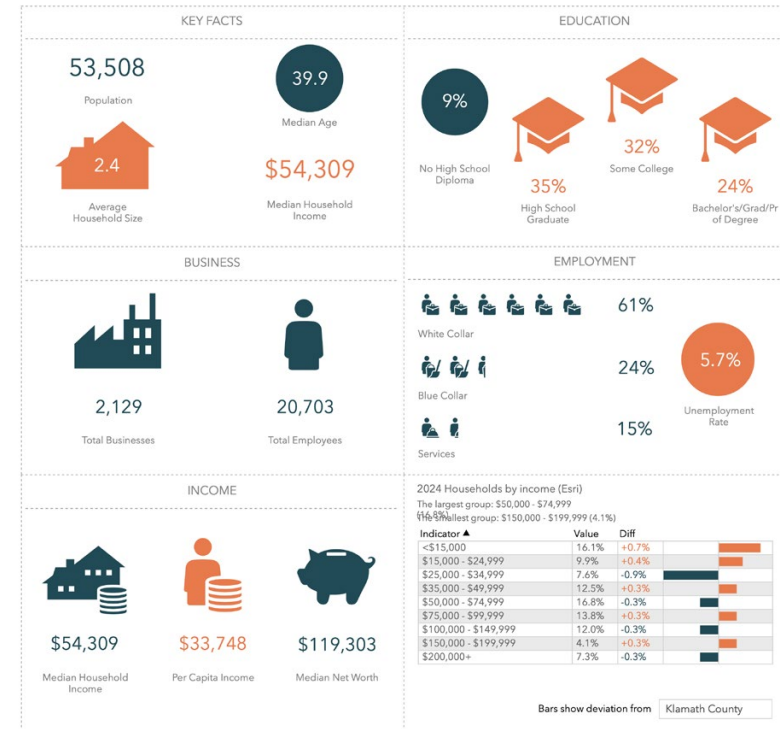 KEY FACTS
53,508
Population
39.9
Median Age
2.4
Average
Household Size
$54,309
Median Household
Income
EDUCATION
9%
No High School
Diploma
35%
High School
Graduate
32%
Some College
24%
Bachelor's/Grad/Pr
of Degree
BUSINESS
2,129
Total Businesses
20,703
Total Employees
EMPLOYMENT
61%
White Collar
24%
Blue Collar
15%
Services
5.7%
Unemployment
Rate
INCOME
$54,309
Median Household
Income
$33,748
Per Capita Income
$119,303
Median Net Worth
2024 Households by income (Esri)
The largest group: $50,000 - $74,999
(16.8%)
The smallest group: $150,000 - $199,999 (4.1%)
Indicator ▲ Value Diff
<$15,000 16.1% +0.7%
$15,000 - $24,999 9.9% +0.4%
$25,000 - $34,999 7.6% -0.9%
$35,000 - $49,999 12.5% +0.3%
$50,000 - $74,999 16.8% -0.3%
$75,000 - $99,999 13.8% +0.3%
$100,000 - $149,999 12.0% -0.3%
$150,000 - $199,999 4.1% +0.3%
$200,000+ 7.3% -0.3%
Bars show deviation from Klamath County